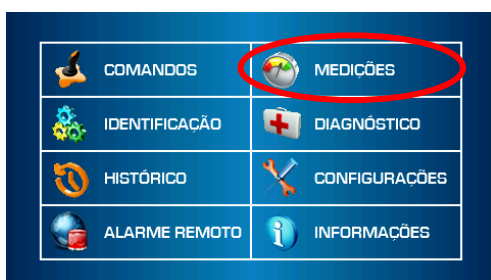 COMANDOS
MEDIÇÕES
IDENTIFICAÇÃO
DIAGNÓSTICO
HISTÓRICO
CONFIGURAÇÕES
ALARME REMOTO
INFORMAÇÕES